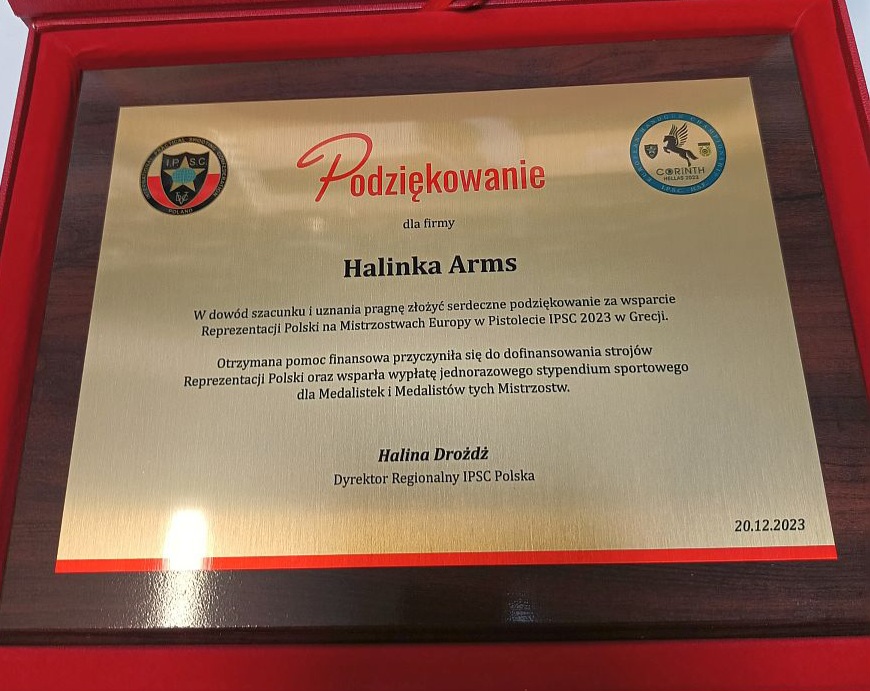 I.P.S.C.
POLAND
CORINTH
HELLAS 2023
Podziękowanie
dla firmy
Halinka Arms
W dowód szacunku i uznania pragnę złożyć serdeczne podziękowanie za wsparcie
Reprezentacji Polski na Mistrzostwach Europy w Pistolecie IPSC 2023 w Grecji.
Otrzymana pomoc finansowa przyczyniła się do dofinansowania strojów
Reprezentacji Polski oraz wsparła wypłatę jednorazowego stypendium sportowego
dla Medalistek i Medalistów tych Mistrzostw.
Halina Drożdż
Dyrektor Regionalny IPSC Polska
20.12.2023